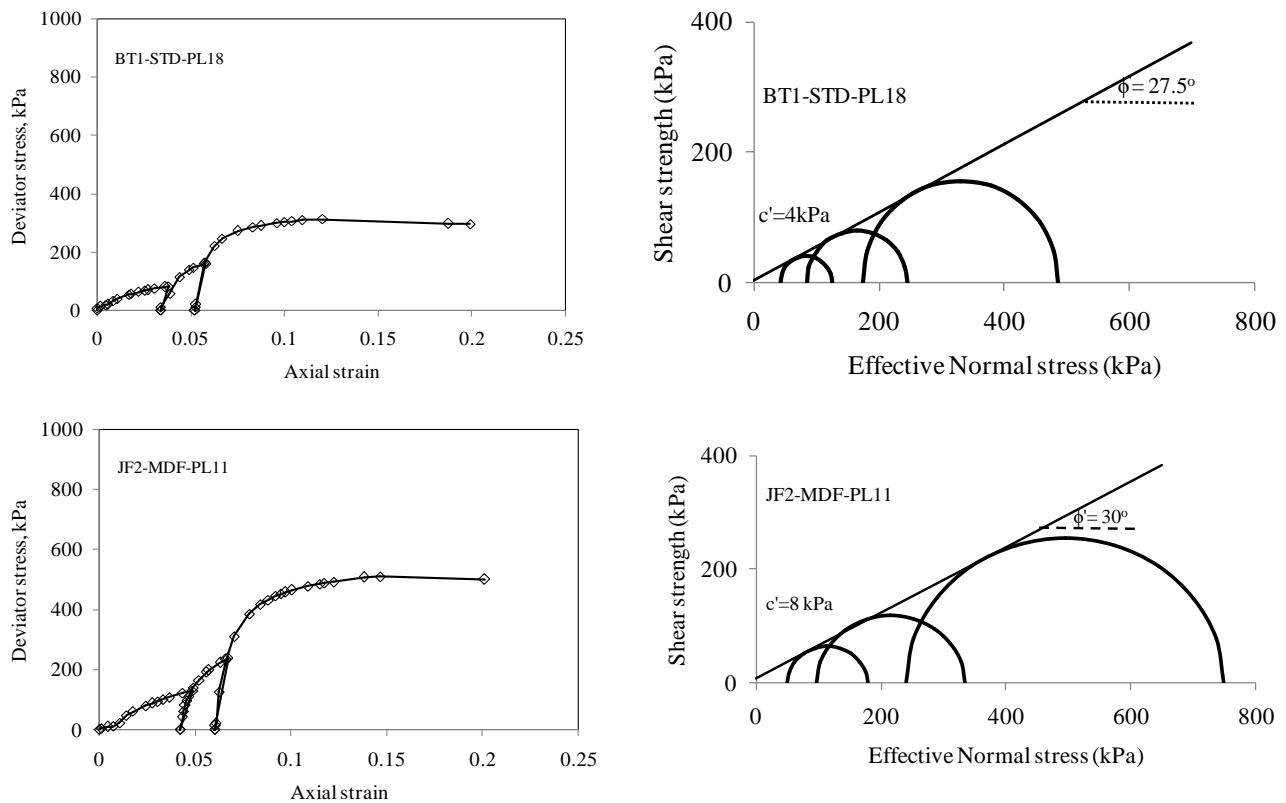 1000
800
600
400
200
0
Deviator stress, kPa
BT1-STD-PL18
0 0.05 0.1 0.15 0.2 0.25
Axial strain
400
200
0
Shear strength (kPa)
BT1-STD-PL18
ϕ = 27.5º
c'=4kPa
0 200 400 600 800
Effective Normal stress (kPa)
1000
800
600
400
200
0
Deviator stress, kPa
JF2-MDF-PL11
0 0.05 0.1 0.15 0.2 0.25
Axial strain
400
200
0
Shear strength (kPa)
JF2-MDF-PL11
ϕ'= 30º
c'=8 kPa
0 200 400 600 800
Effective Normal stress (kPa)